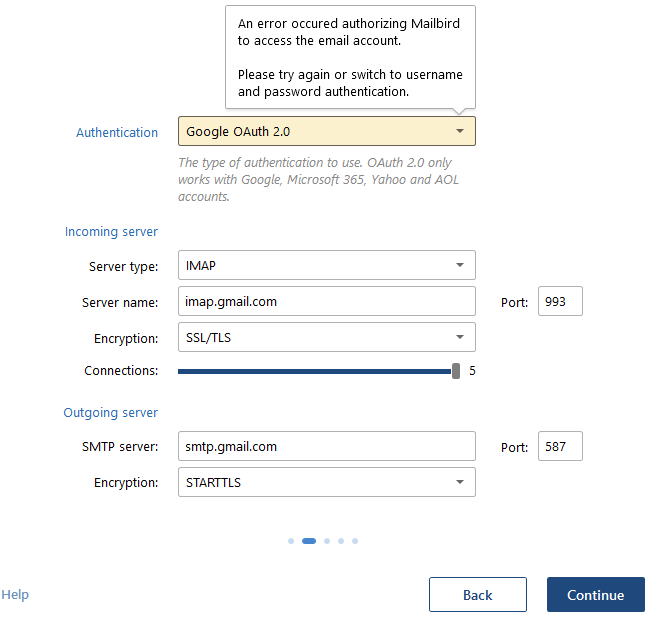 An error occured authorizing Mailbird
to access the email account.
Please try again or switch to username
and password authentication.
Authentication
Google OAuth 2.0
The type of authentication to use. OAuth 2.0 only
works with Google, Microsoft 365, Yahoo and AOL
accounts.
Incoming server
Server type: IMAP
Server name: imap.gmail.com Port: 993
Encryption: SSL/TLS
Connections: 5
Outgoing server
SMTP server: smtp.gmail.com Port: 587
Encryption: STARTTLS
Help Back Continue